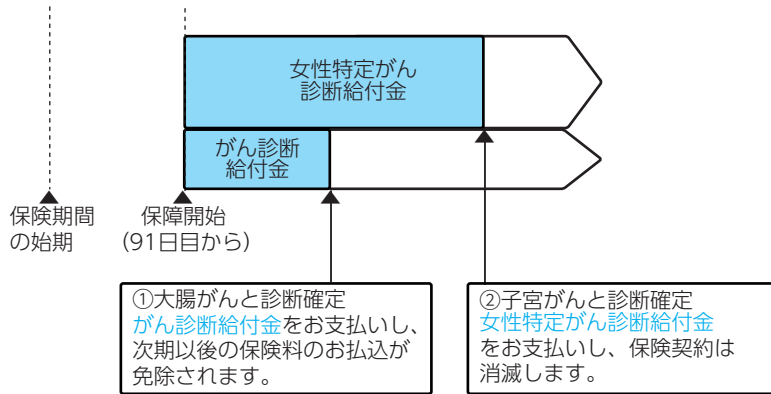 女性特定がん
診断給付金
がん診断
給付金
保険期間
の始期
保障開始
(91日目から)
①大腸がんと診断確定
がん診断給付金をお支払いし、
次期以後の保険料のお払込が
免除されます。
②子宮がんと診断確定
女性特定がん診断給付金
をお支払いし、保険契約は
消滅します。